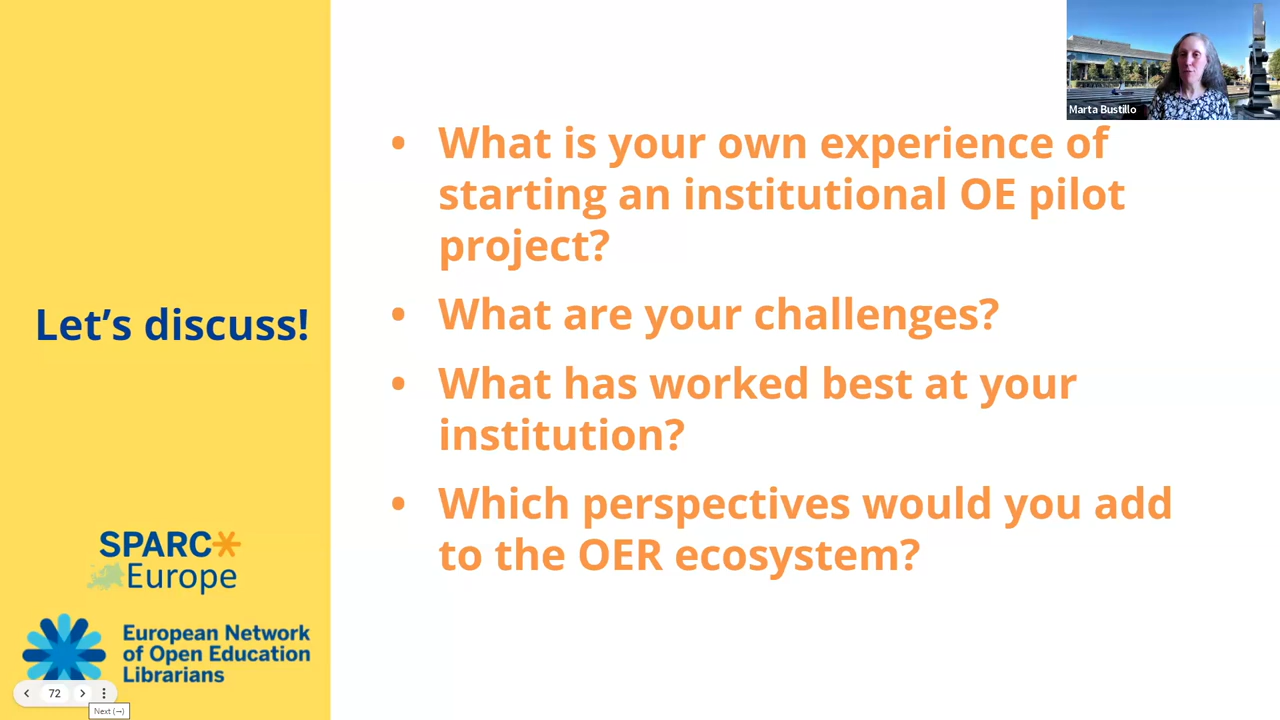 Marta Bustillo
• What is your own experience of
starting an institutional OE pilot
project?
• What are your challenges?
• What has worked best at your
institution?
• Which perspectives would you add
to the OER ecosystem?
Let’s discuss!
SPARC
Europe
European Network
of Open Education
Librarians
72
Next (→)